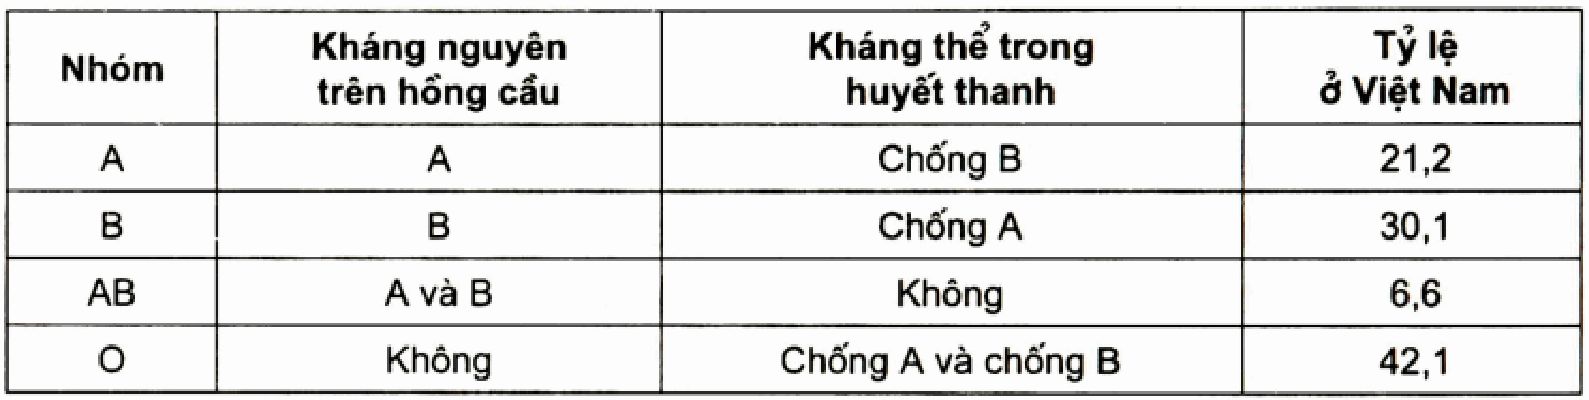 Nhóm
Kháng nguyên
trên hồng cầu
Kháng thể trong
huyết thanh
Tỷ lệ
ở Việt Nam
A
A
Chống B
21,2
B
B
Chống A
30,1
AB
A và B
Không
6,6
O
Không
Chống A và chống B
42,1